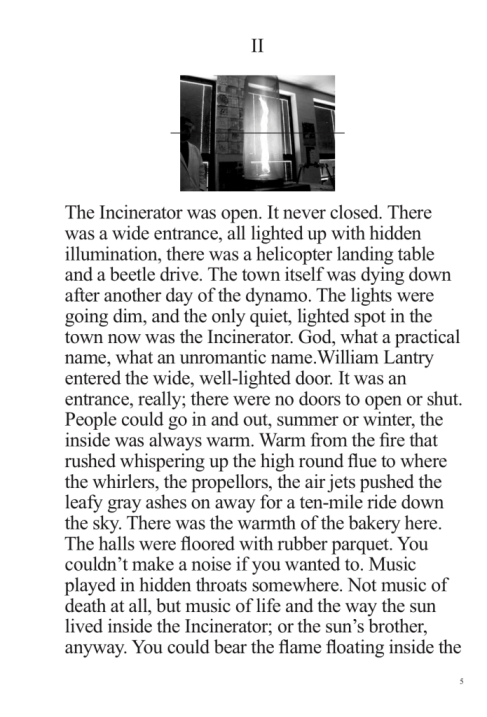 II
The Incinerator was open. It never closed. There
was a wide entrance, all lighted up with hidden
illumination, there was a helicopter landing table
and a beetle drive. The town itself was dying down
after another day of the dynamo. The lights were
going dim, and the only quiet, lighted spot in the
town now was the Incinerator. God, what a practical
name, what an unromantic name.William Lantry
entered the wide, well-lighted door. It was an
entrance, really; there were no doors to open or shut.
People could go in and out, summer or winter, the
inside was always warm. Warm from the fire that
rushed whispering up the high round flue to where
the whirlers, the propellors, the air jets pushed the
leafy gray ashes on away for a ten-mile ride down
the sky. There was the warmth of the bakery here.
The halls were floored with rubber parquet. You
couldn’t make a noise if you wanted to. Music
played in hidden throats somewhere. Not music of
death at all, but music of life and the way the sun
lived inside the Incinerator; or the sun’s brother,
anyway. You could bear the flame floating inside the
5